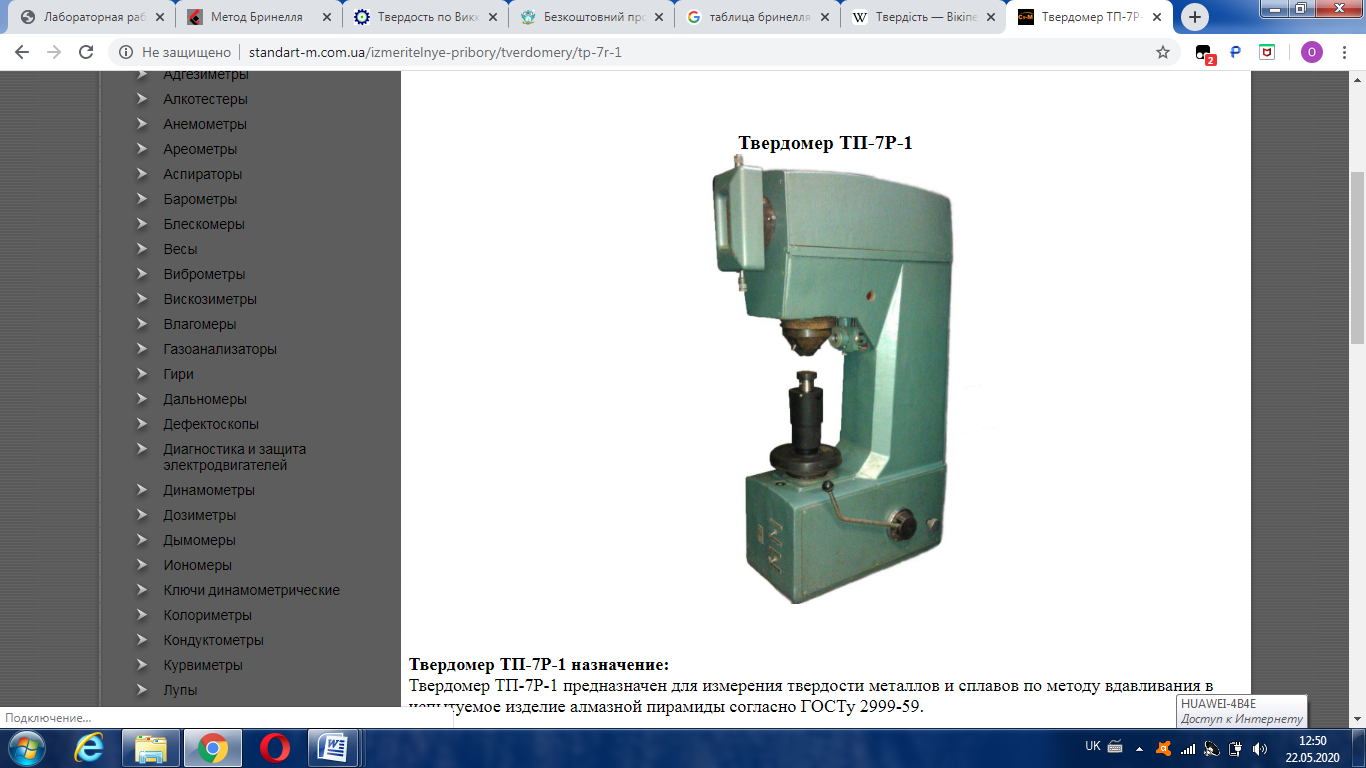 Лабораторная раб
Метод Бринелля
Твердость по Викк
Безкоштовний про
таблица бринелля
Твердість — Вікіпе
Твердомер ТП-7Р-
Не защищено
standart-m.com.ua/izmeritelnye-pribory/tverdomery/tp-7r-1
2
О
Адгезиметры
Алкотестеры
Анемометры
Ареометры
Аспираторы
Барометры
Блескомеры
Весы
Виброметры
Вискозиметры
Влагомеры
Газоанализаторы
Гири
Дальномеры
Дефектоскопы
Диагностика и защита
электродвигателей
Динамометры
Дозиметры
Дымомеры
Иономеры
Ключи динамометрические
Колориметры
Кондуктометры
Курвиметры
Лупы
Твердомер ТП-7Р-1
Твердомер ТП-7Р-1 назначение:
Твердомер ТП-7Р-1 предназначен для измерения твердости металлов и сплавов по методу вдавливания в
испытуемое изделие алмазной пирамиды согласно ГОСТу 2999-59.
Подключение...
HUAWEI-4B4E
Доступ к Интернету
UK
12:50
22.05.2020